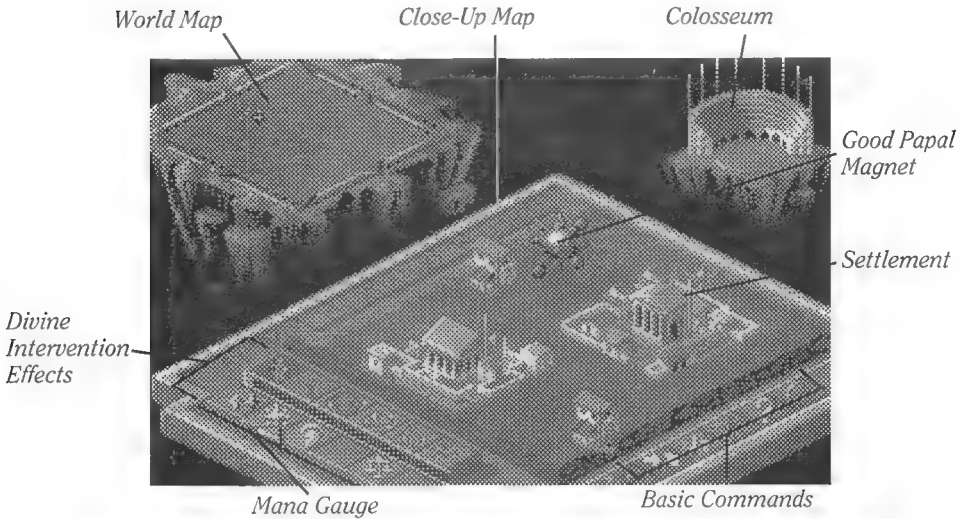 World Map
Close-Up Map
Colosseum
Good Papal
Magnet
Settlement
Divine
Intervention
Effects
Mana Gauge
Basic Commands